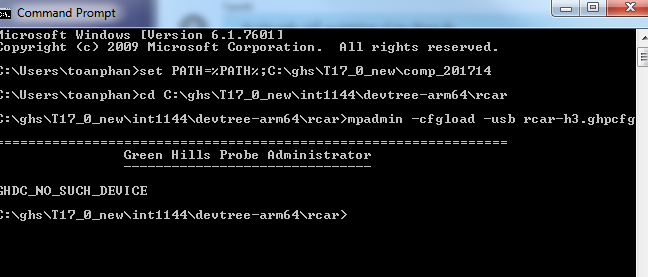 Command Prompt
Microsoft Windows [Version 6.1.7601]
Copyright (c) 2009 Microsoft Corporation.  All rights reserved.
C:\Users\toanphan>set PATH=%PATH%;C:\ghs\T17_0_new\comp_201714
C:\Users\toanphan>cd C:\ghs\T17_0_new\int1144\devtree-arm64\rcar
C:\ghs\T17_0_new\int1144\devtree-arm64\rcar>mpadmin -cfgload -usb rcar-h3.ghpcfg
================================================================
Green Hills Probe Administrator
-------------------------------
GHDC_NO_SUCH_DEVICE
C:\ghs\T17_0_new\int1144\devtree-arm64\rcar>